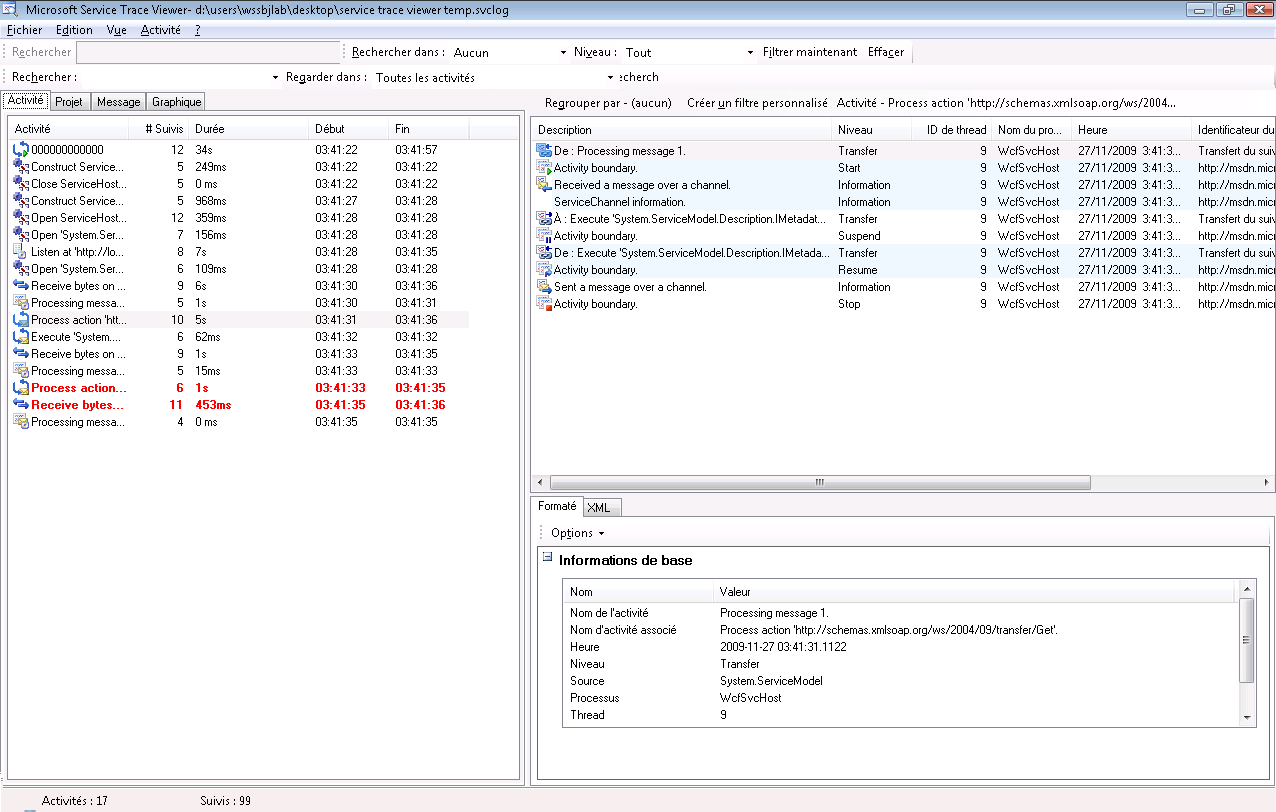 Microsoft Service Trace Viewer- d:\users\wssbjlab\desktop\service trace viewer temp.svclog
Fichier Edition Vue Activité ?
Rechercher Rechercher dans : Aucun Niveau : Tout Filtrer maintenant Effacer
Rechercher : Regarder dans : Toutes les activités echerch
Activité Projet Message Graphique
Activité # Suivis Durée Début Fin
000000000000 12 34s 03:41:22 03:41:57
Construct Service... 5 249ms 03:41:22 03:41:22
Close ServiceHost... 5 0 ms 03:41:22 03:41:22
Construct Service... 5 968ms 03:41:27 03:41:28
Open ServiceHost... 12 359ms 03:41:28 03:41:28
Open 'System.Ser... 7 156ms 03:41:28 03:41:28
Listen at 'http://lo... 8 7s 03:41:28 03:41:35
Open 'System.Ser... 6 109ms 03:41:28 03:41:28
Receive bytes on ... 9 6s 03:41:30 03:41:36
Processing messa... 5 1s 03:41:30 03:41:31
Process action 'htt... 10 5s 03:41:31 03:41:36
Execute 'System.... 6 62ms 03:41:32 03:41:32
Receive bytes on ... 9 1s 03:41:33 03:41:35
Processing messa... 5 15ms 03:41:33 03:41:33
Process action... 6 1s 03:41:33 03:41:35
Receive bytes... 11 453ms 03:41:35 03:41:36
Processing messa... 4 0 ms 03:41:35 03:41:35
Regrouper par - (aucun) Créer un filtre personnalisé Activité - Process action 'http://schemas.xmlsoap.org/ws/2004...
Description Niveau ID de thread Nom du pro... Heure Identificateur du
De : Processing message 1. Transfer 9 WcfSvcHost 27/11/2009 3:41:3... Transfert du suiv
Activity boundary. Start 9 WcfSvcHost 27/11/2009 3:41:3... http://msdn.micr
Received a message over a channel. Information 9 WcfSvcHost 27/11/2009 3:41:3... http://msdn.micr
ServiceChannel information. Information 9 WcfSvcHost 27/11/2009 3:41:3... http://msdn.micr
À : Execute 'System.ServiceModel.Description.IMetadat... Transfer 9 WcfSvcHost 27/11/2009 3:41:3... Transfert du suiv
Activity boundary. Suspend 9 WcfSvcHost 27/11/2009 3:41:3... http://msdn.micr
De : Execute 'System.ServiceModel.Description.IMetada... Transfer 9 WcfSvcHost 27/11/2009 3:41:3... Transfert du suiv
Activity boundary. Resume 9 WcfSvcHost 27/11/2009 3:41:3... http://msdn.micr
Sent a message over a channel. Information 9 WcfSvcHost 27/11/2009 3:41:3... http://msdn.micr
Activity boundary. Stop 9 WcfSvcHost 27/11/2009 3:41:3... http://msdn.micr
Formaté XML
Options
Informations de base
Nom Valeur
Nom de l'activité Processing message 1.
Nom d'activité associé Process action 'http://schemas.xmlsoap.org/ws/2004/09/transfer/Get'.
Heure 2009-11-27 03:41:31.1122
Niveau Transfer
Source System.ServiceModel
Processus WcfSvcHost
Thread 9
Activités : 17 Suivis : 99